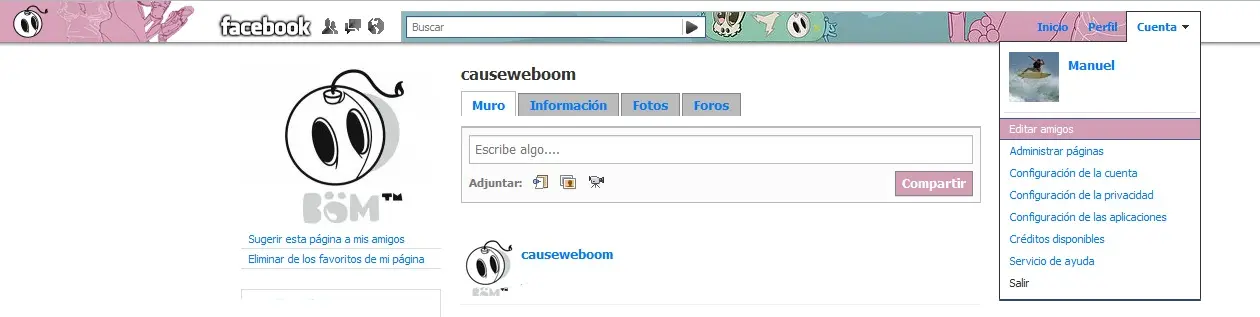 facebook
Buscar
Inicio Perfil Cuenta
Manuel
Editar amigos
Administrar páginas
Configuración de la cuenta
Configuración de la privacidad
Configuración de las aplicaciones
Créditos disponibles
Servicio de ayuda
Salir
BÖM™
Sugerir esta página a mis amigos
Eliminar de los favoritos de mi página
causeweboom
Muro Información Fotos Foros
Escribe algo....
Adjuntar:
Compartir
causeweboom
BÖM™